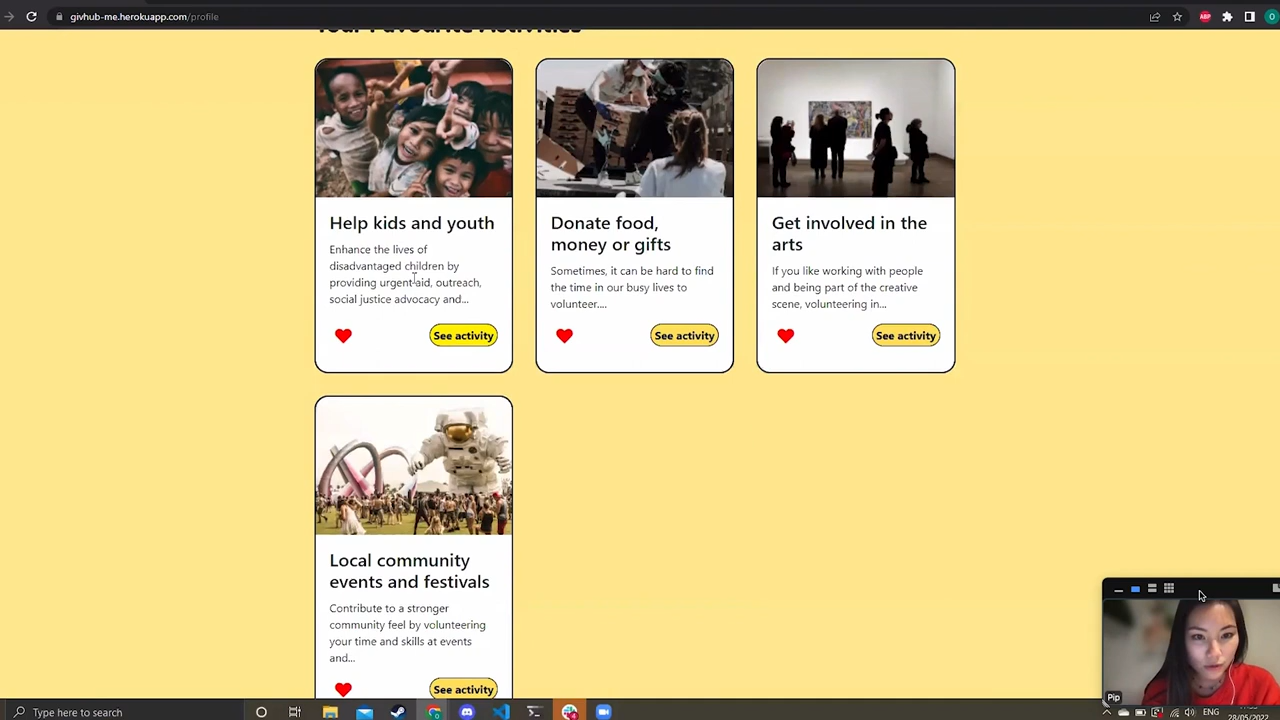 givhub-me.herokuapp.com/profile
Your Favourite Activities
Help kids and youth
Enhance the lives of
disadvantaged children by
providing urgent aid, outreach,
social justice advocacy and...
See activity
Donate food,
money or gifts
Sometimes, it can be hard to find
the time in our busy lives to
volunteer....
See activity
Get involved in the
arts
If you like working with people
and being part of the creative
scene, volunteering in...
See activity
Local community
events and festivals
Contribute to a stronger
community feel by volunteering
your time and skills at events
and...
See activity
Pip
Type here to search
ENG